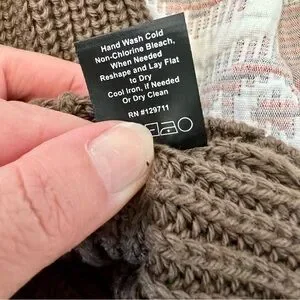 Hand Wash Cold
Non-Chlorine Bleach,
When Needed
Reshape and Lay Flat
to Dry
Cool Iron, if Needed
Or Dry Clean
RN #129711